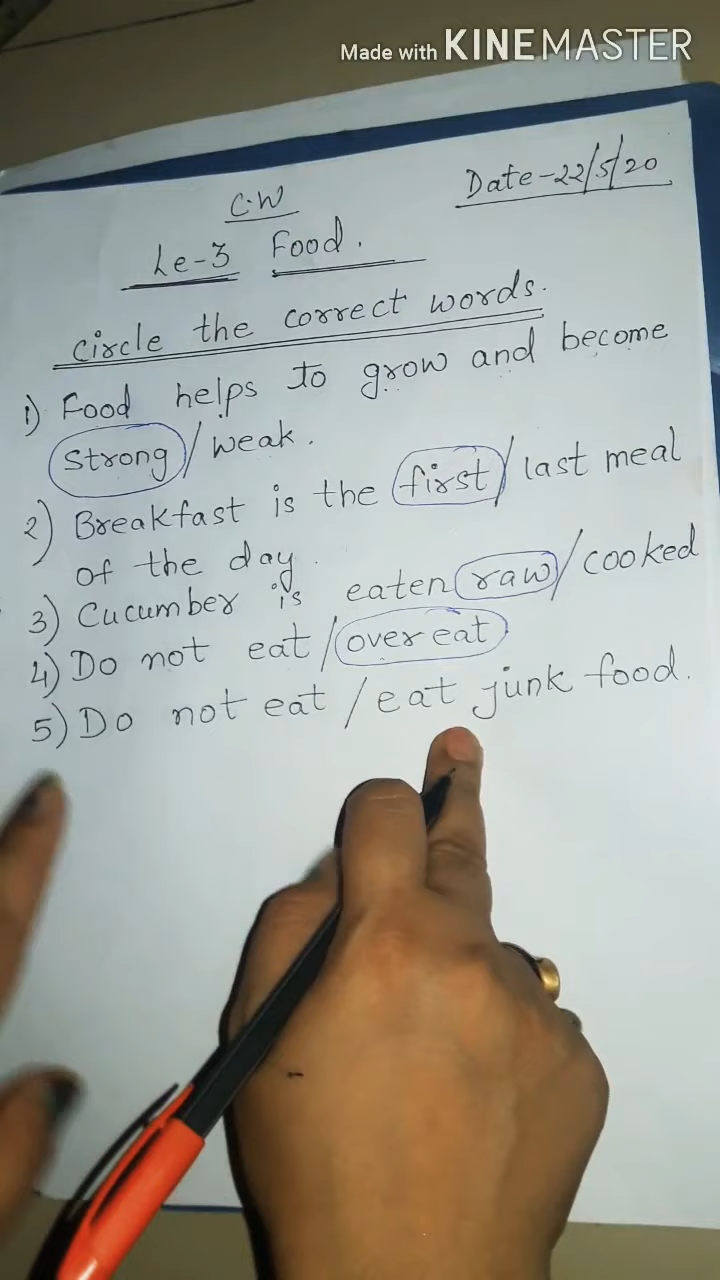 Made with KINEMASTER
C.W
Date-22/5/20
Le-3 Food.
Circle the correct words.
1) Food helps to grow and become
Strong / weak.
2) Breakfast is the first / last meal
of the day.
3) Cucumber is eaten raw / cooked
4) Do not eat / over eat
5) Do not eat / eat junk food.